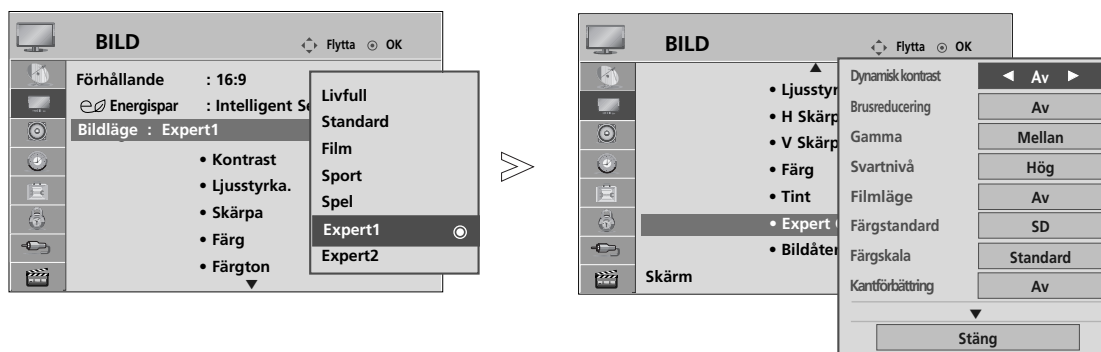 BILD
Flytta OK
Förhållande : 16:9
Energispar : Intelligent Se
Bildläge : Expert1
• Kontrast
• Ljusstyrka.
• Skärpa
• Färg
• Färgton
Livfull
Standard
Film
Sport
Spel
Expert1
Expert2
BILD
Flytta OK
• Ljusstyr
• H Skärp
• V Skärp
• Färg
• Tint
• Expert
• Bildåter
Skärm
Dynamisk kontrast Av
Brusreducering Av
Gamma Mellan
Svartnivå Hög
Filmläge Av
Färgstandard SD
Färgskala Standard
Kantförbättring Av
Stäng